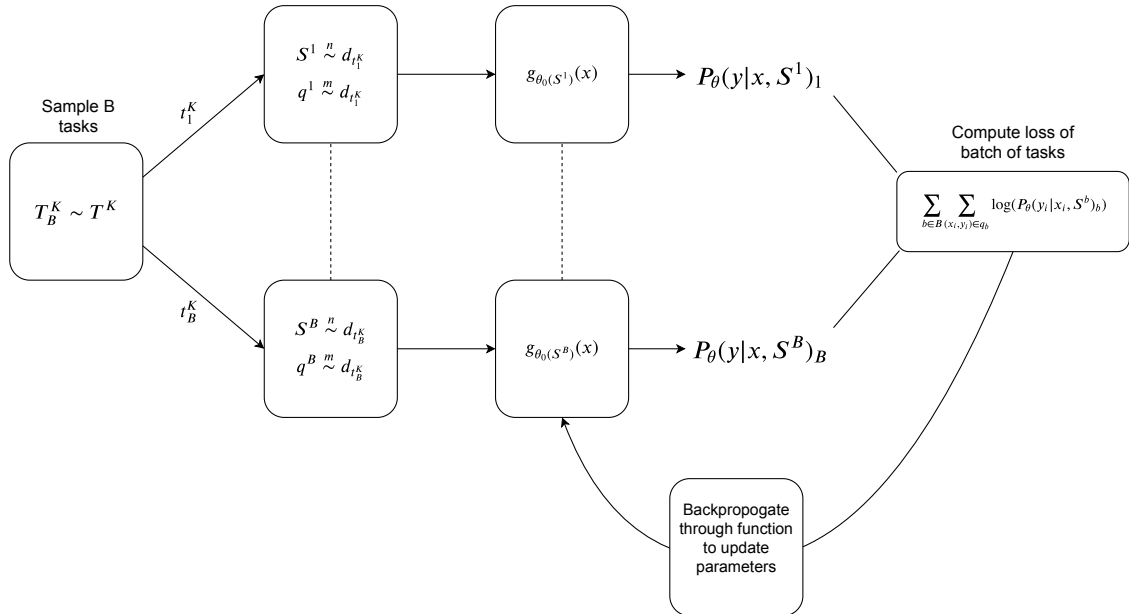 Sample B
tasks
T_B^K ∼ T^K
t_1^K
t_B^K
S^1 ∼^n d_{t_1^K}
q^1 ∼^m d_{t_1^K}
g_{θ_0(S^1)}(x)
P_θ(y|x, S^1)_1
S^B ∼^n d_{t_B^K}
q^B ∼^m d_{t_B^K}
g_{θ_0(S^B)}(x)
P_θ(y|x, S^B)_B
Compute loss of
batch of tasks
∑_{b∈B} ∑_{(x_i,y_i)∈q_b} log(P_θ(y_i|x_i, S^b)_b)
Backpropogate
through function
to update
parameters